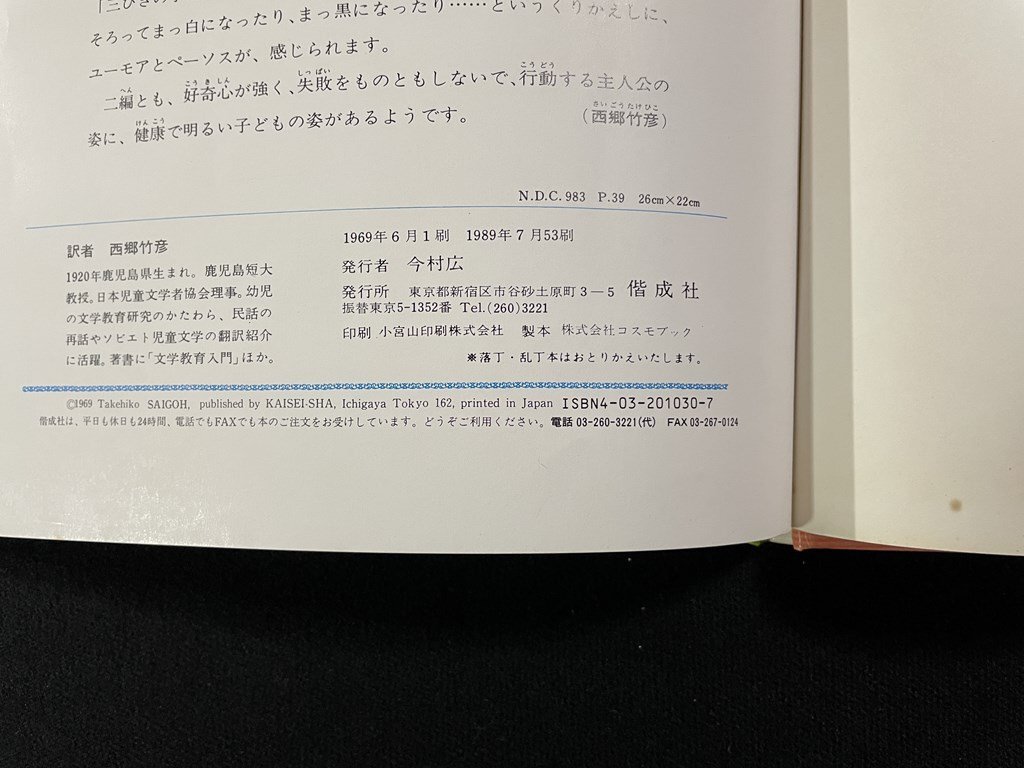 「三びきの
そろってまっ白になったり、まっ黒になったり……というくりかえしに、
ユーモアとペーソスが、感じられます。
二編とも、好奇心が強く、失敗をものともしないで、行動する主人公の
姿に、健康で明るい子どもの姿があるようです。
(西郷竹彦)
N.D.C. 983 P.39 26cm×22cm
訳者 西郷竹彦
1920年鹿児島県生まれ。鹿児島短大
教授。日本児童文学者協会理事。幼児
の文学教育研究のかたわら、民話の
再話やソビエト児童文学の翻訳紹介
に活躍。著書に「文学教育入門」ほか。
1969年6月1刷 1989年7月53刷
発行者 今村広
発行所 東京都新宿区市谷砂土原町3—5 偕成社
振替東京5-1352番 Tel.(260)3221
印刷 小宮山印刷株式会社 製本 株式会社コスモブック
※落丁・乱丁本はおとりかえいたします。
©1969 Takehiko SAIGOH, published by KAISEI-SHA, Ichigaya Tokyo 162, printed in Japan ISBN4-03-201030-7
偕成社は、平日も休日も24時間、電話でもFAXでも本のご注文をお受けしています。どうぞご利用ください。電話 03-260-3221(代) FAX 03-267-0124